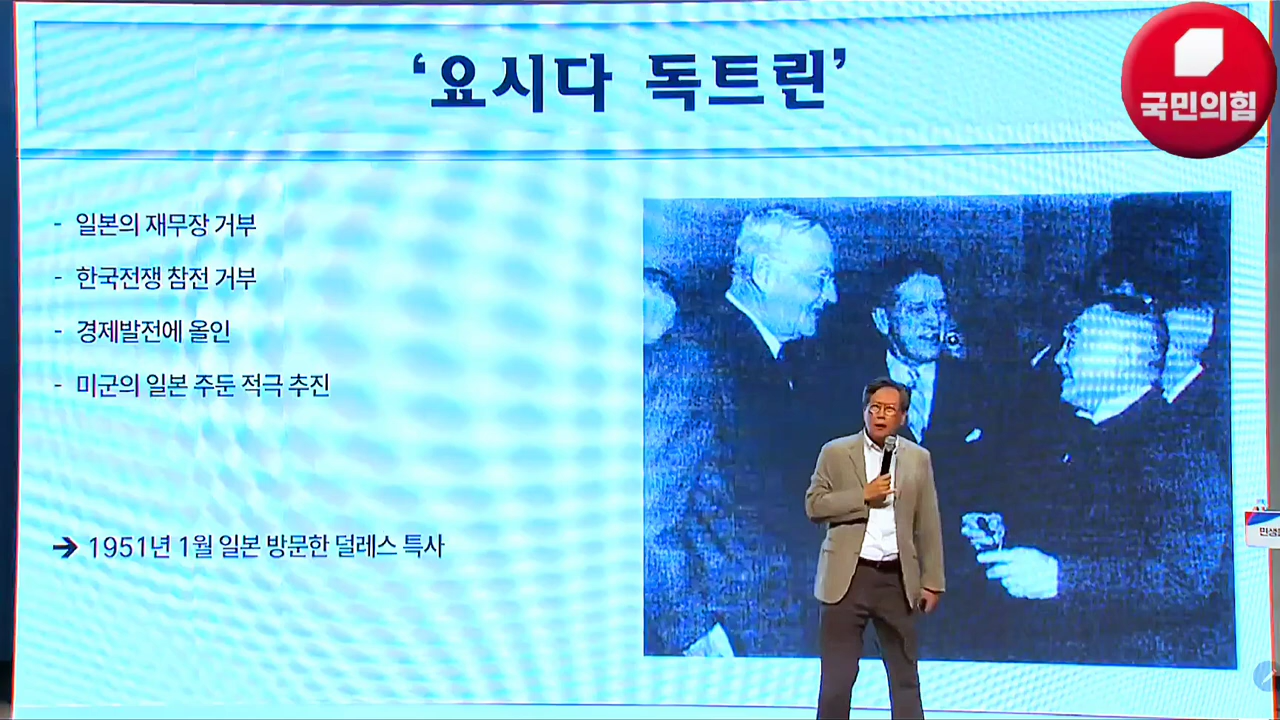 ‘요시다 독트린’
국민의힘
- 일본의 재무장 거부
- 한국전쟁 참전 거부
- 경제발전에 올인
- 미군의 일본 주둔 적극 추진
➔ 1951년 1월 일본 방문한 덜레스 특사